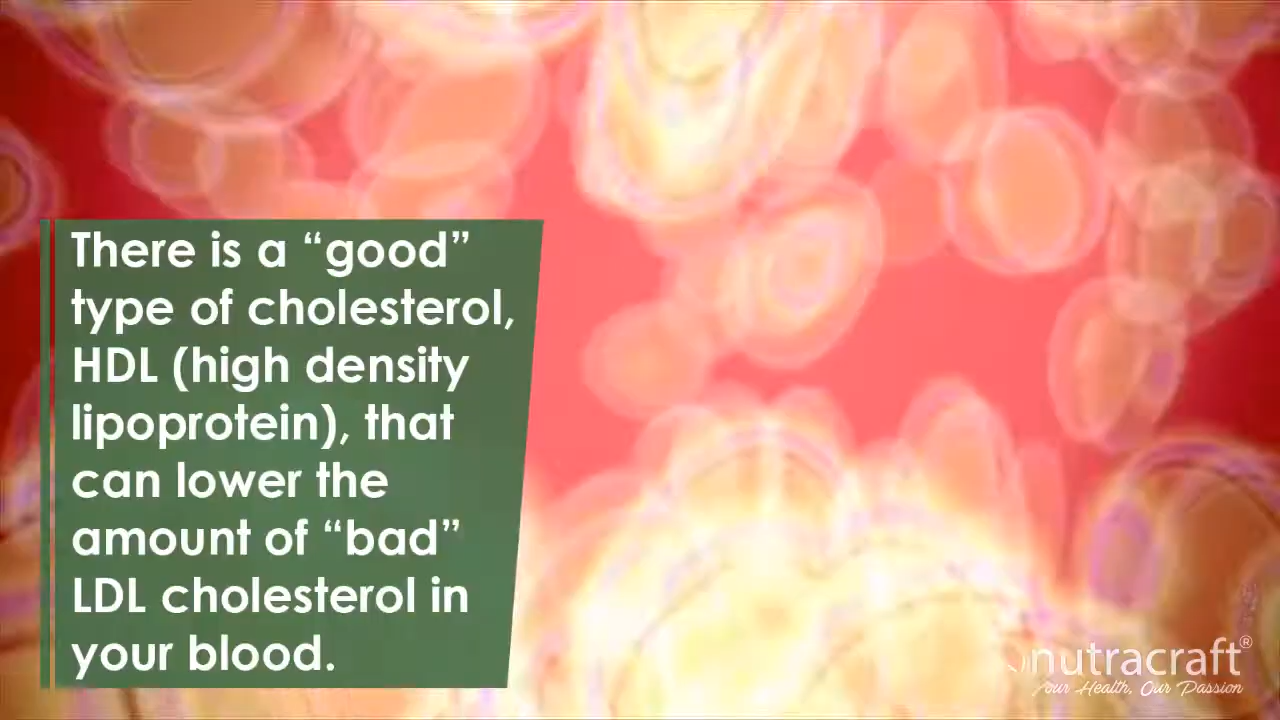 There is a “good”
type of cholesterol,
HDL (high density
lipoprotein), that
can lower the
amount of “bad”
LDL cholesterol in
your blood.
nutracraft®
Your Health, Our Passion